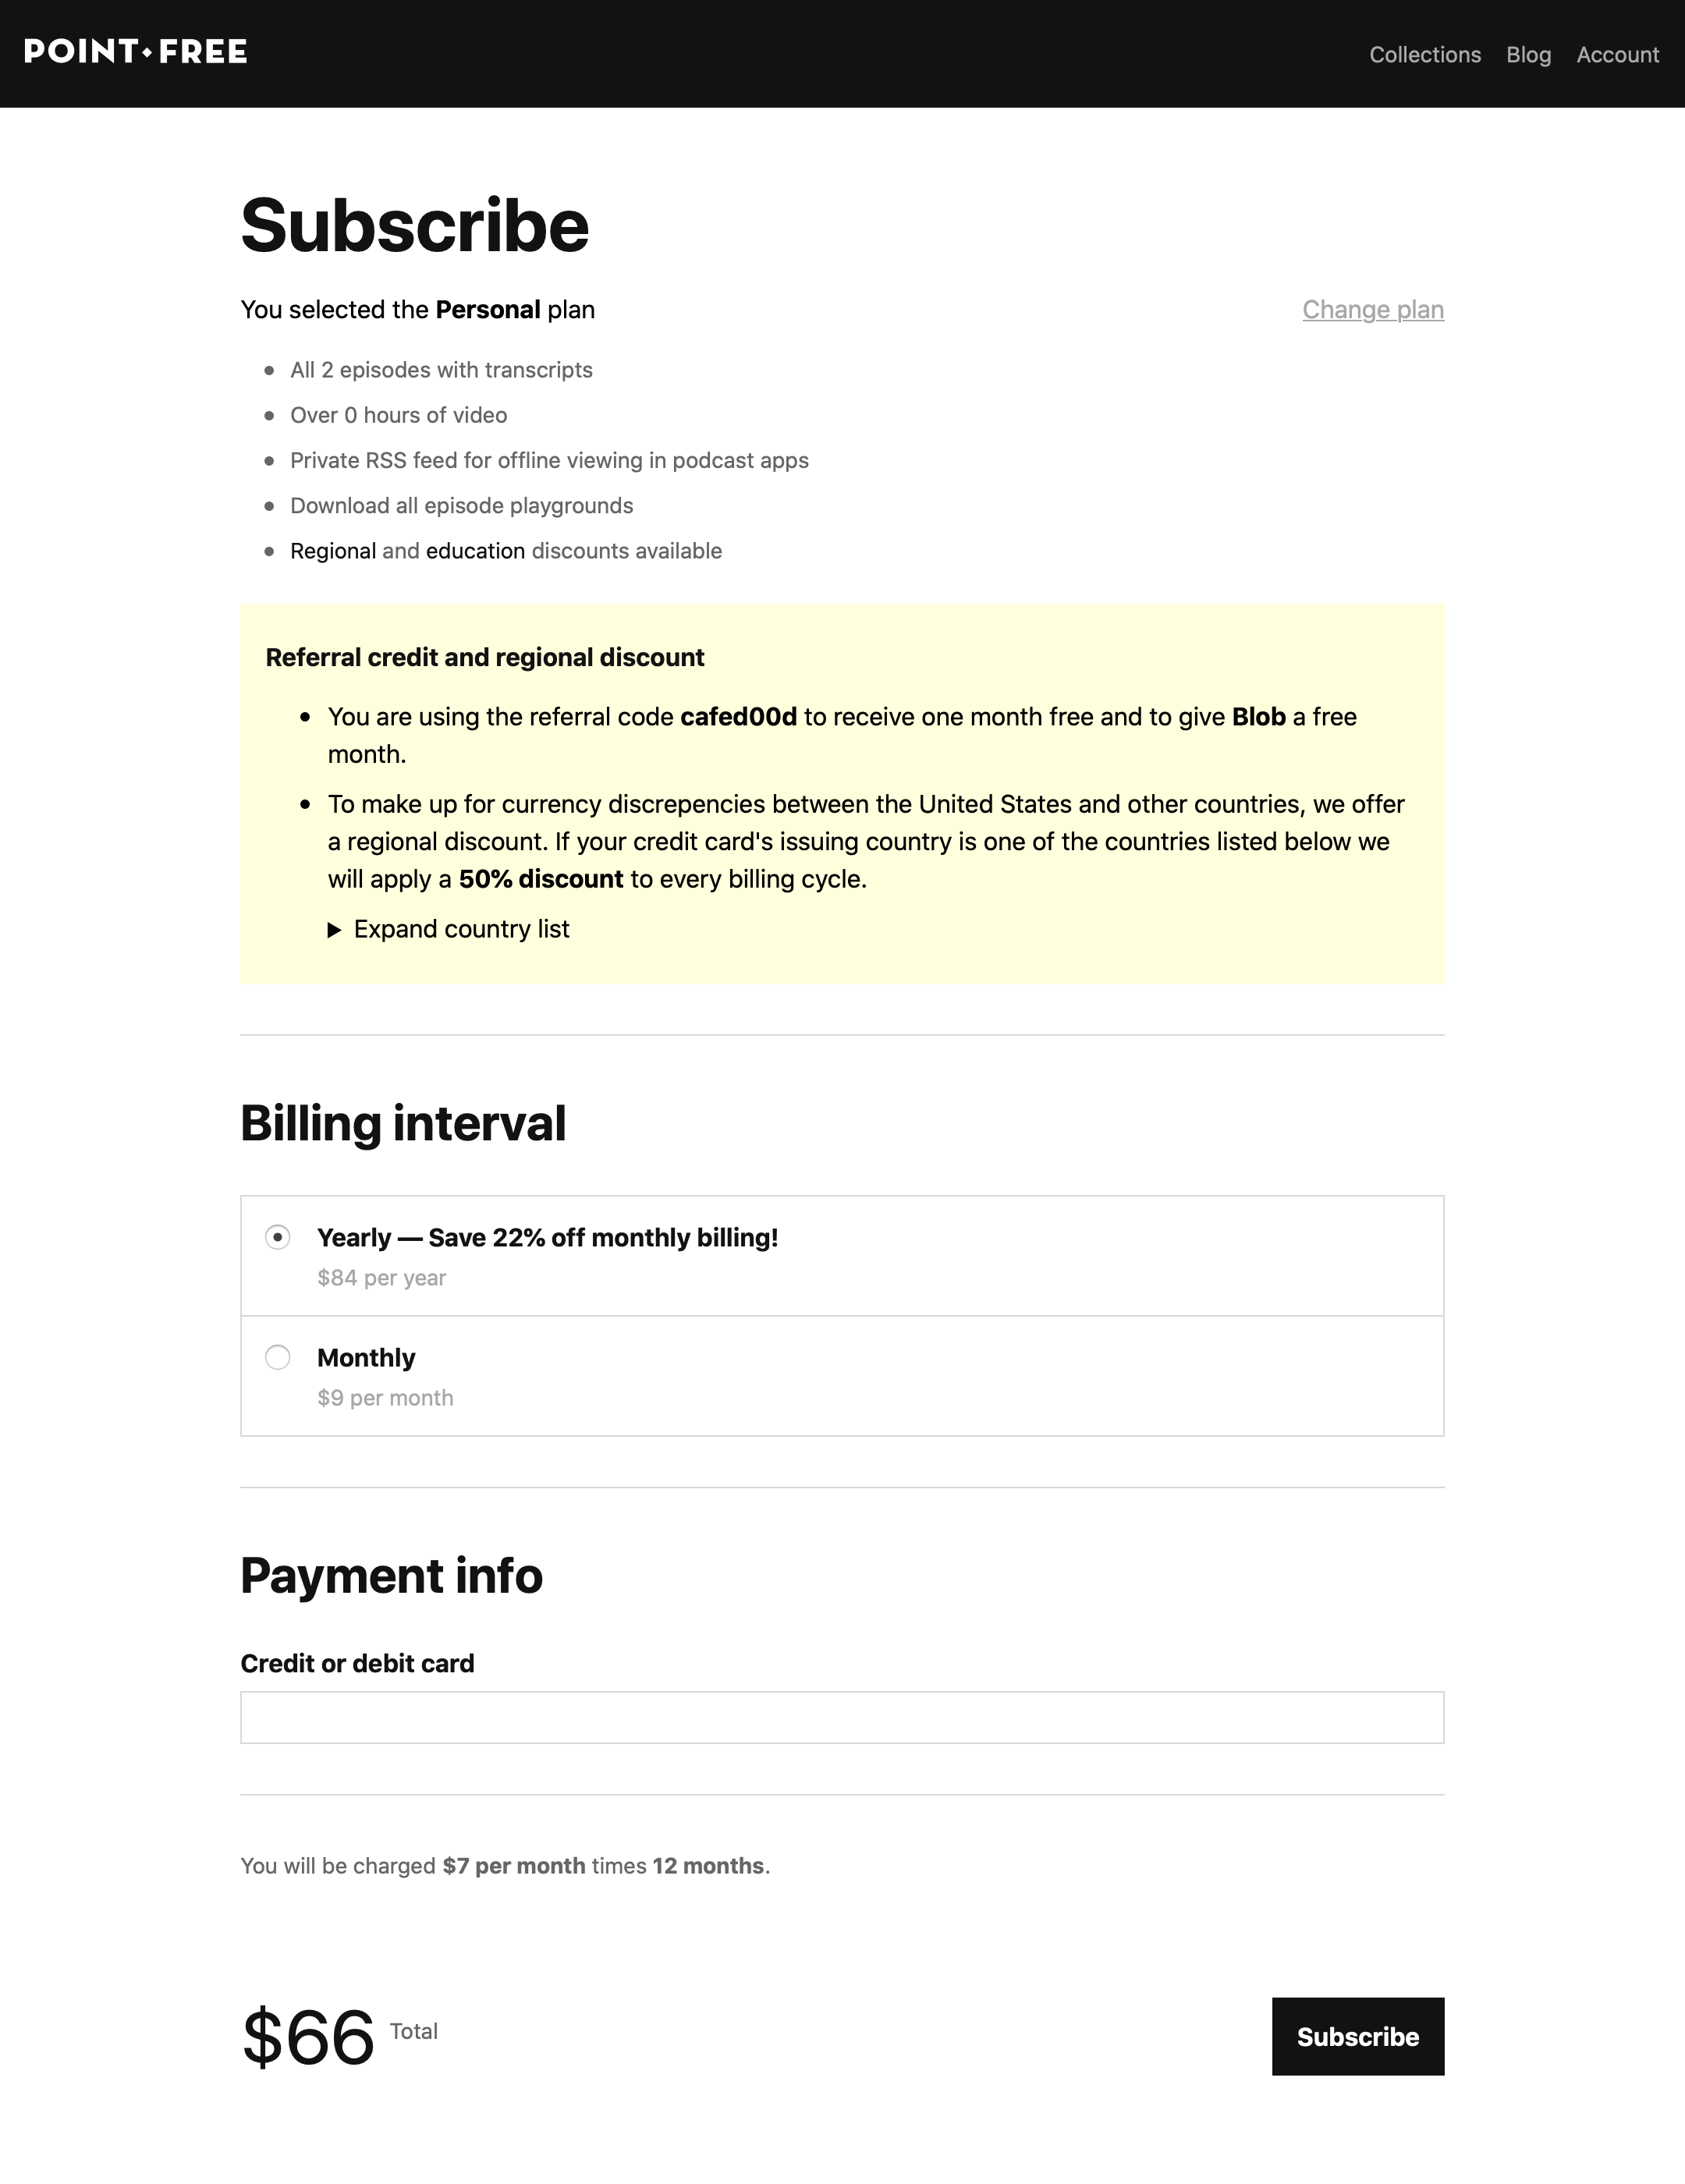 POINT•FREE
Collections Blog Account
Subscribe
You selected the Personal plan
Change plan
All 2 episodes with transcripts
Over 0 hours of video
Private RSS feed for offline viewing in podcast apps
Download all episode playgrounds
Regional and education discounts available
Referral credit and regional discount
You are using the referral code cafed00d to receive one month free and to give Blob a free
month.
To make up for currency discrepencies between the United States and other countries, we offer
a regional discount. If your credit card's issuing country is one of the countries listed below we
will apply a 50% discount to every billing cycle.
Expand country list
Billing interval
Yearly — Save 22% off monthly billing!
$84 per year
Monthly
$9 per month
Payment info
Credit or debit card
You will be charged $7 per month times 12 months.
$66 Total
Subscribe